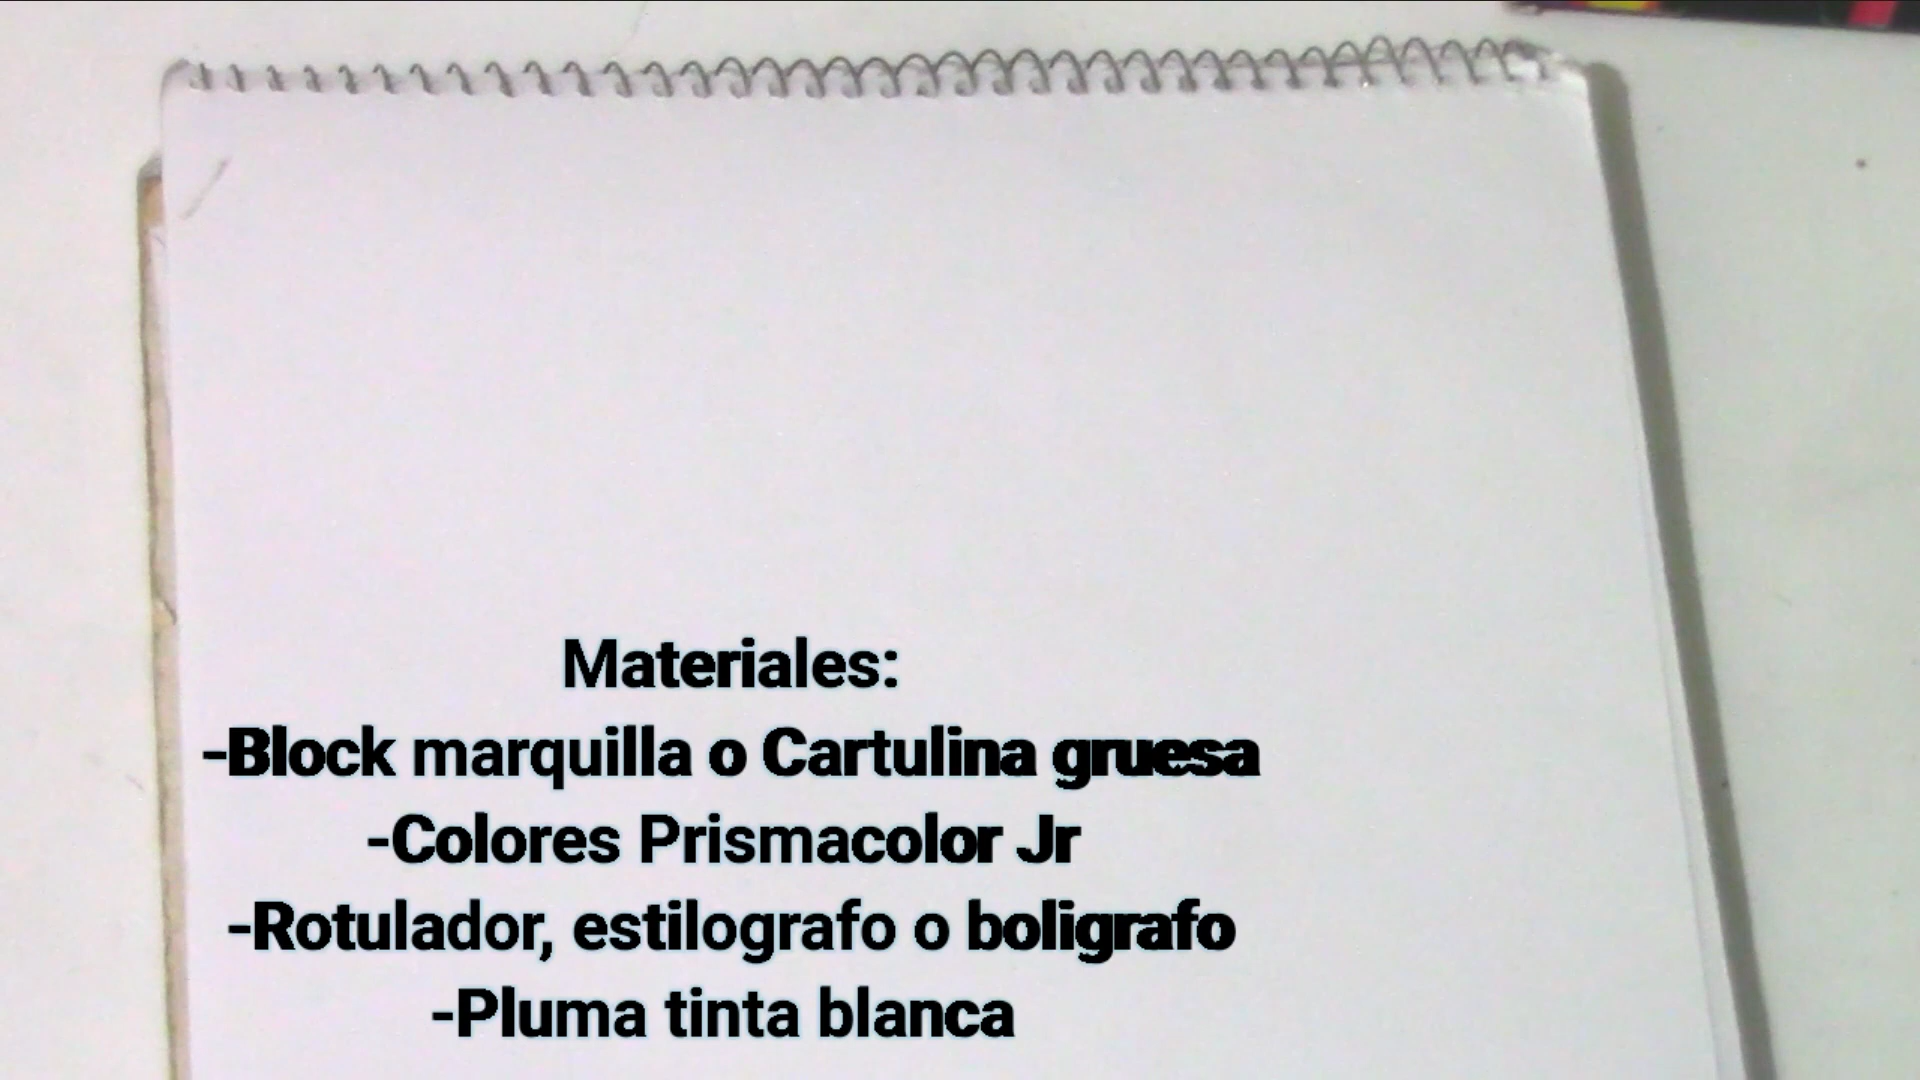 Materiales:
-Block marquilla o Cartulina gruesa
-Colores Prismacolor Jr
-Rotulador, estilografo o boligrafo
-Pluma tinta blanca